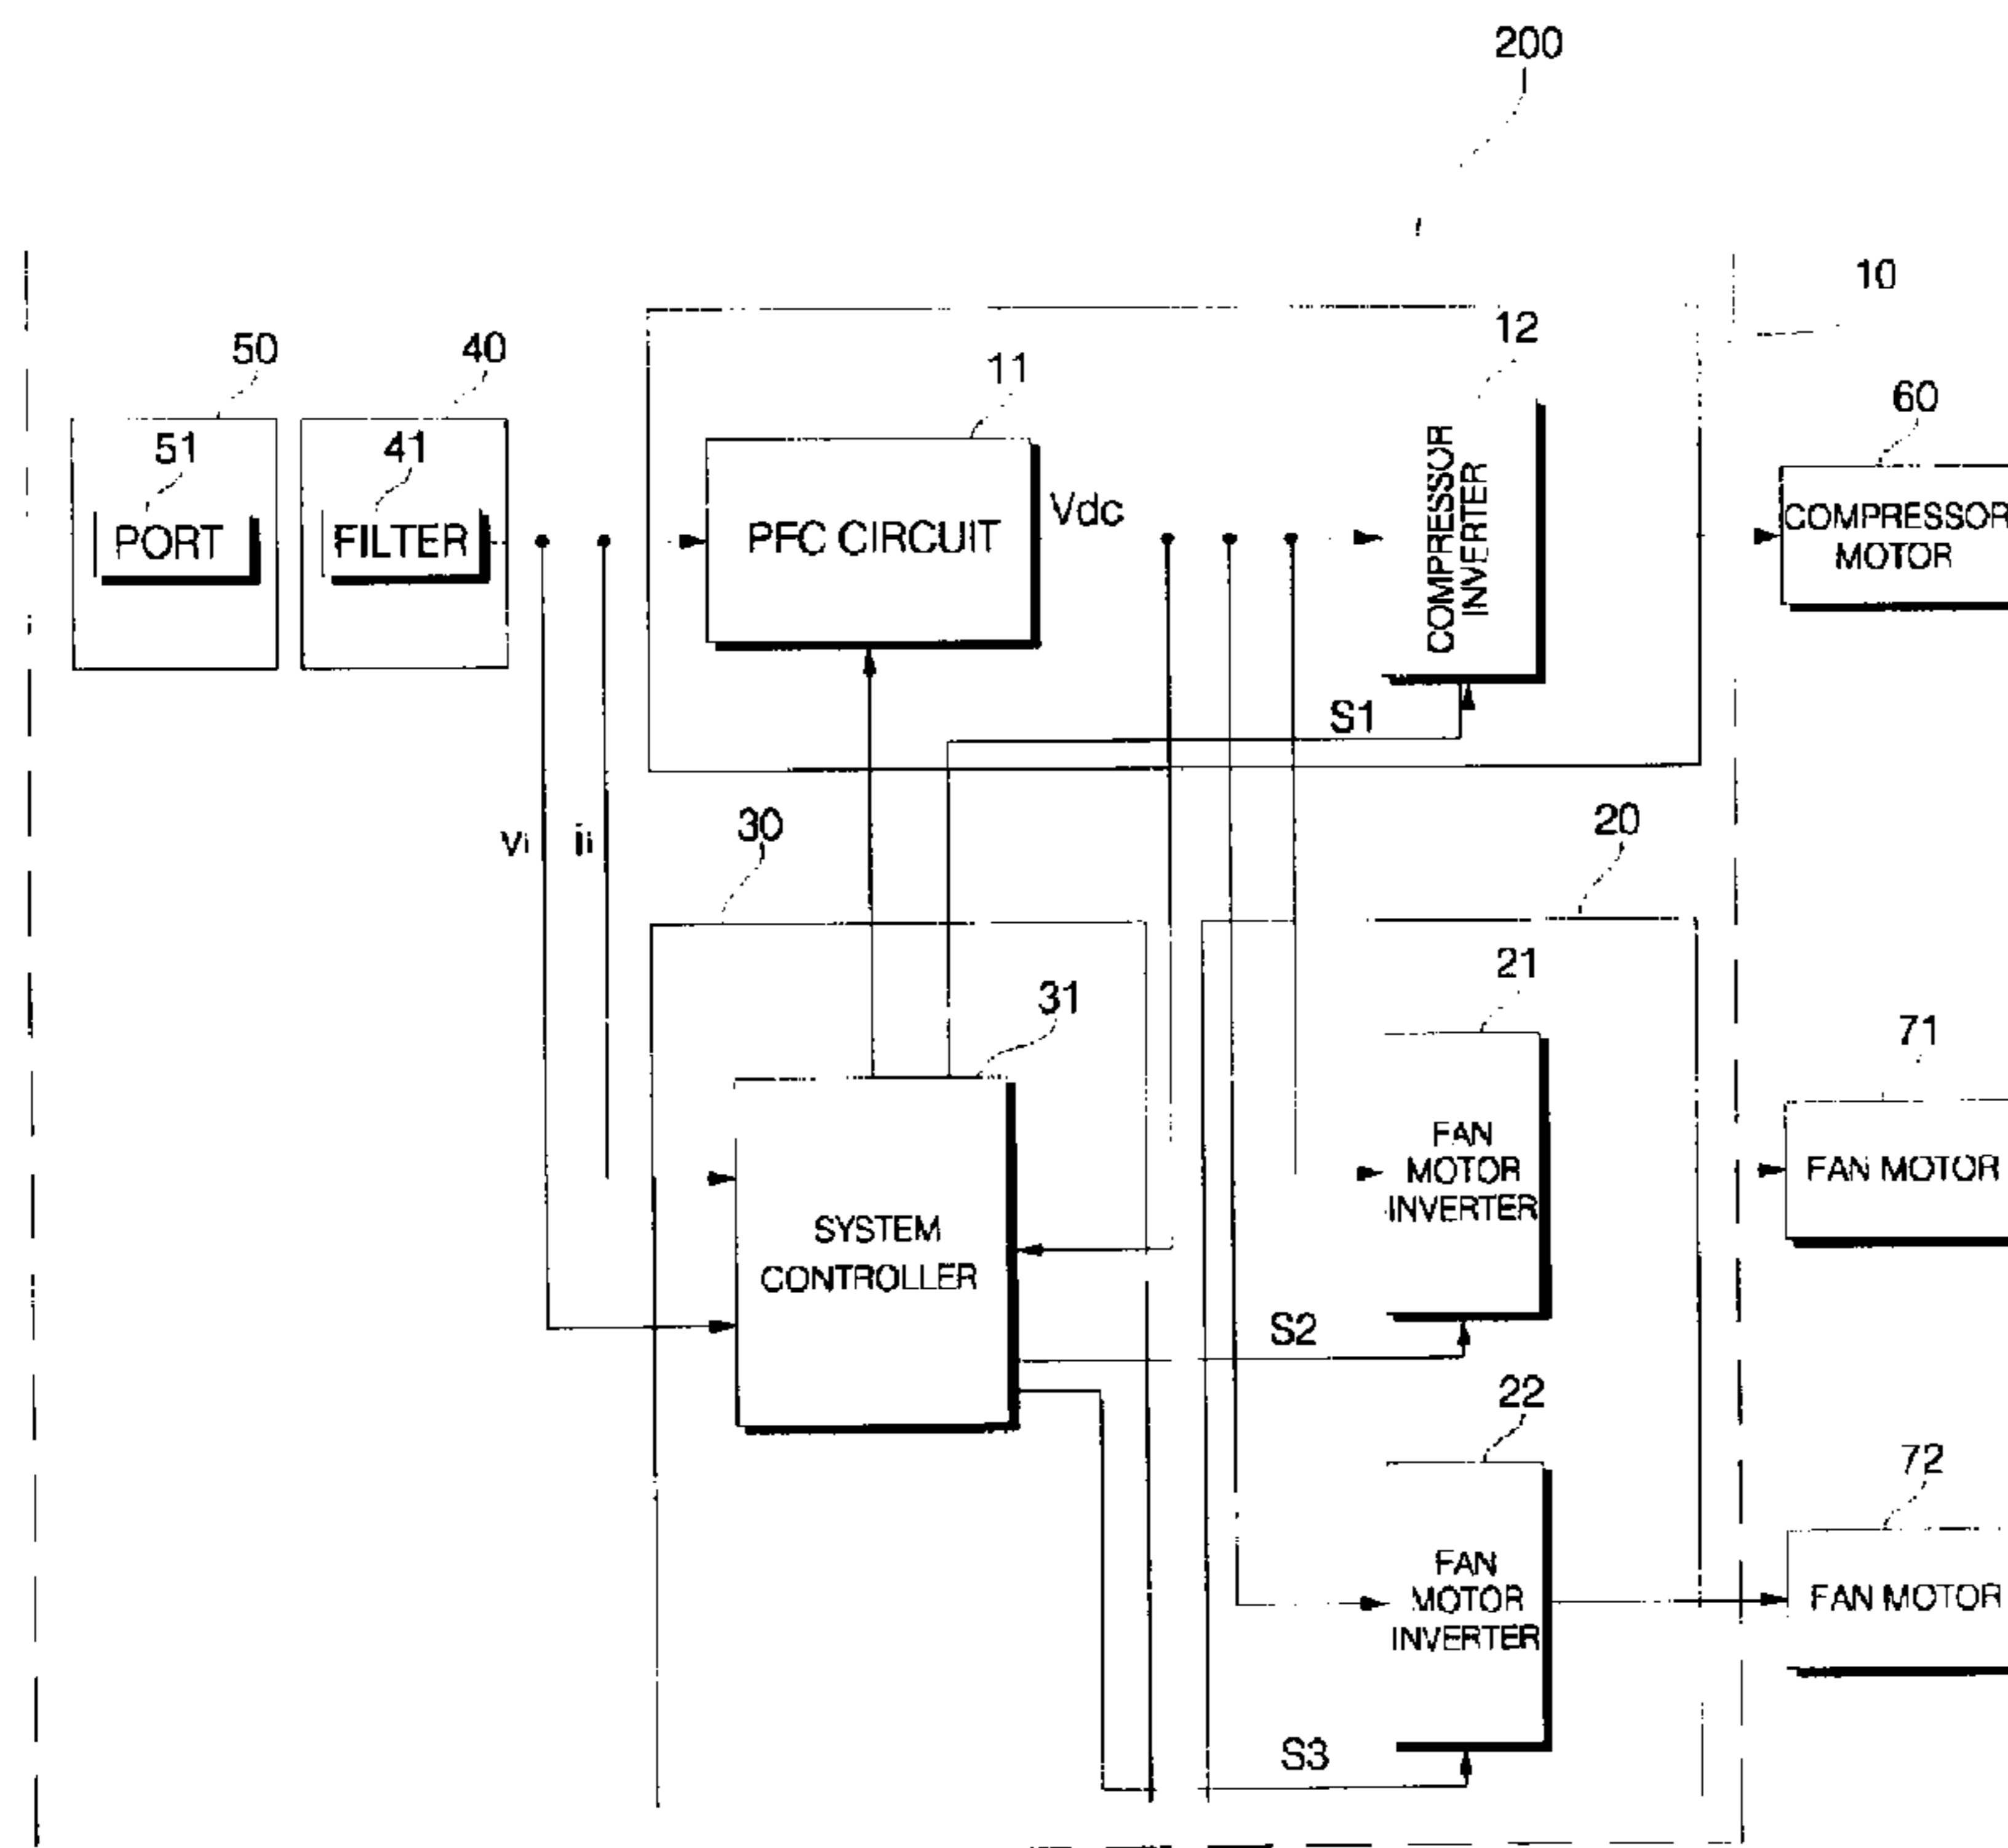 200
10
12
50
40
11
60
51
41
PORT
FILTER
PFC CIRCUIT
Vdc
COMPRESSOR
INVERTER
COMPRESSOR
MOTOR
S1
vi
ii
30
20
21
31
71
FAN
MOTOR
INVERTER
FAN MOTOR
SYSTEM
CONTROLLER
S2
22
72
FAN
MOTOR
INVERTER
FAN MOTOR
S3